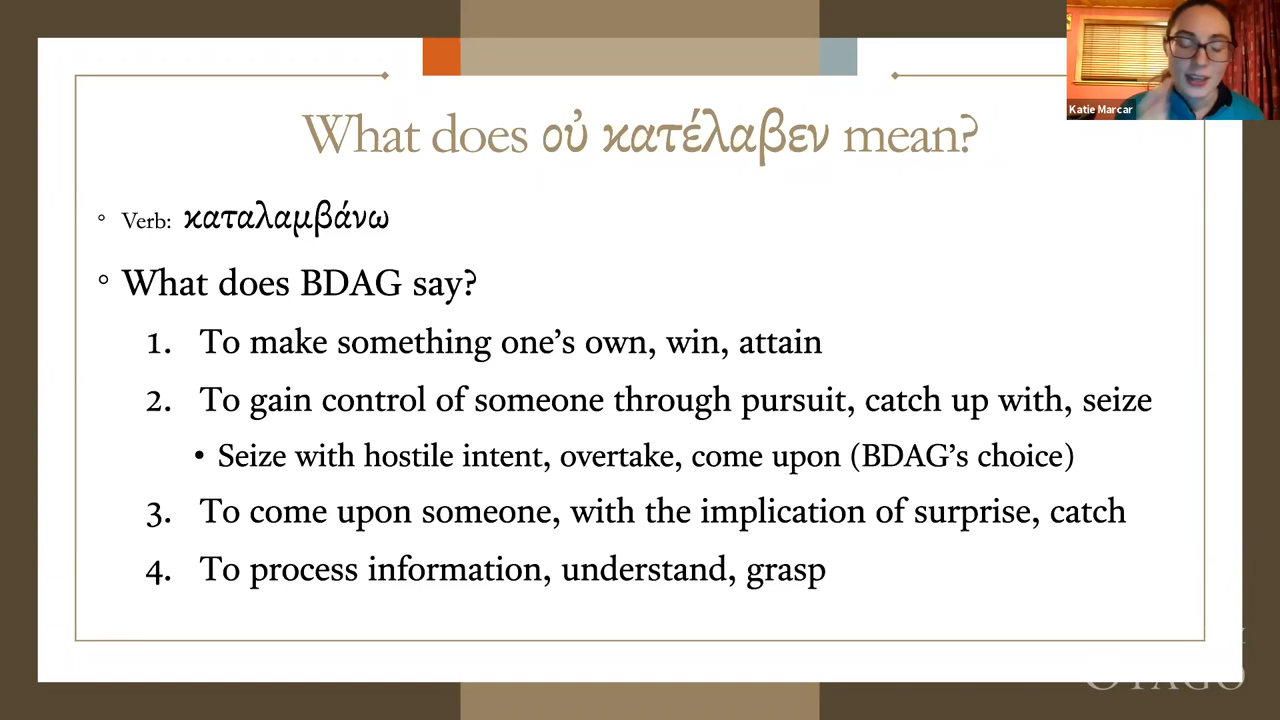 Katie Marcar
What does οὐ κατέλαβεν mean?
◦ Verb: καταλαμβάνω
◦ What does BDAG say?
1. To make something one’s own, win, attain
2. To gain control of someone through pursuit, catch up with, seize
• Seize with hostile intent, overtake, come upon (BDAG’s choice)
3. To come upon someone, with the implication of surprise, catch
4. To process information, understand, grasp